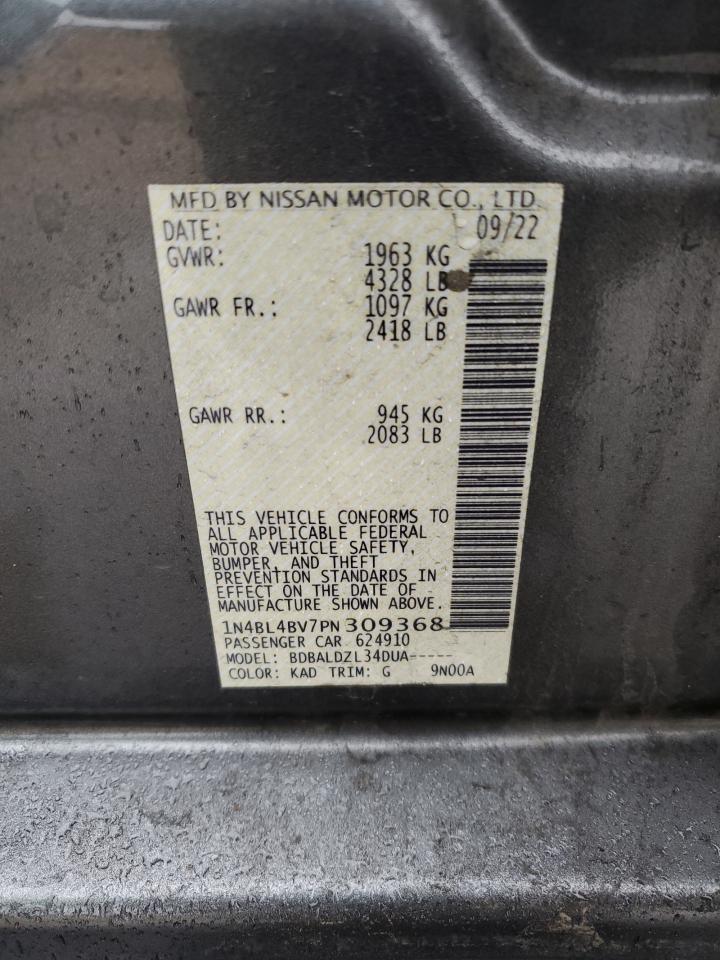 MFD BY NISSAN MOTOR CO., LTD.
DATE: 09/22
GVWR: 1963 KG
4328 LB
GAWR FR.: 1097 KG
2418 LB
GAWR RR.: 945 KG
2083 LB
THIS VEHICLE CONFORMS TO
ALL APPLICABLE FEDERAL
MOTOR VEHICLE SAFETY,
BUMPER, AND THEFT
PREVENTION STANDARDS IN
EFFECT ON THE DATE OF
MANUFACTURE SHOWN ABOVE.
1N4BL4BV7PN309368
PASSENGER CAR 624910
MODEL: BDBALDZL34DUA-----
COLOR: KAD TRIM: G 9N00A